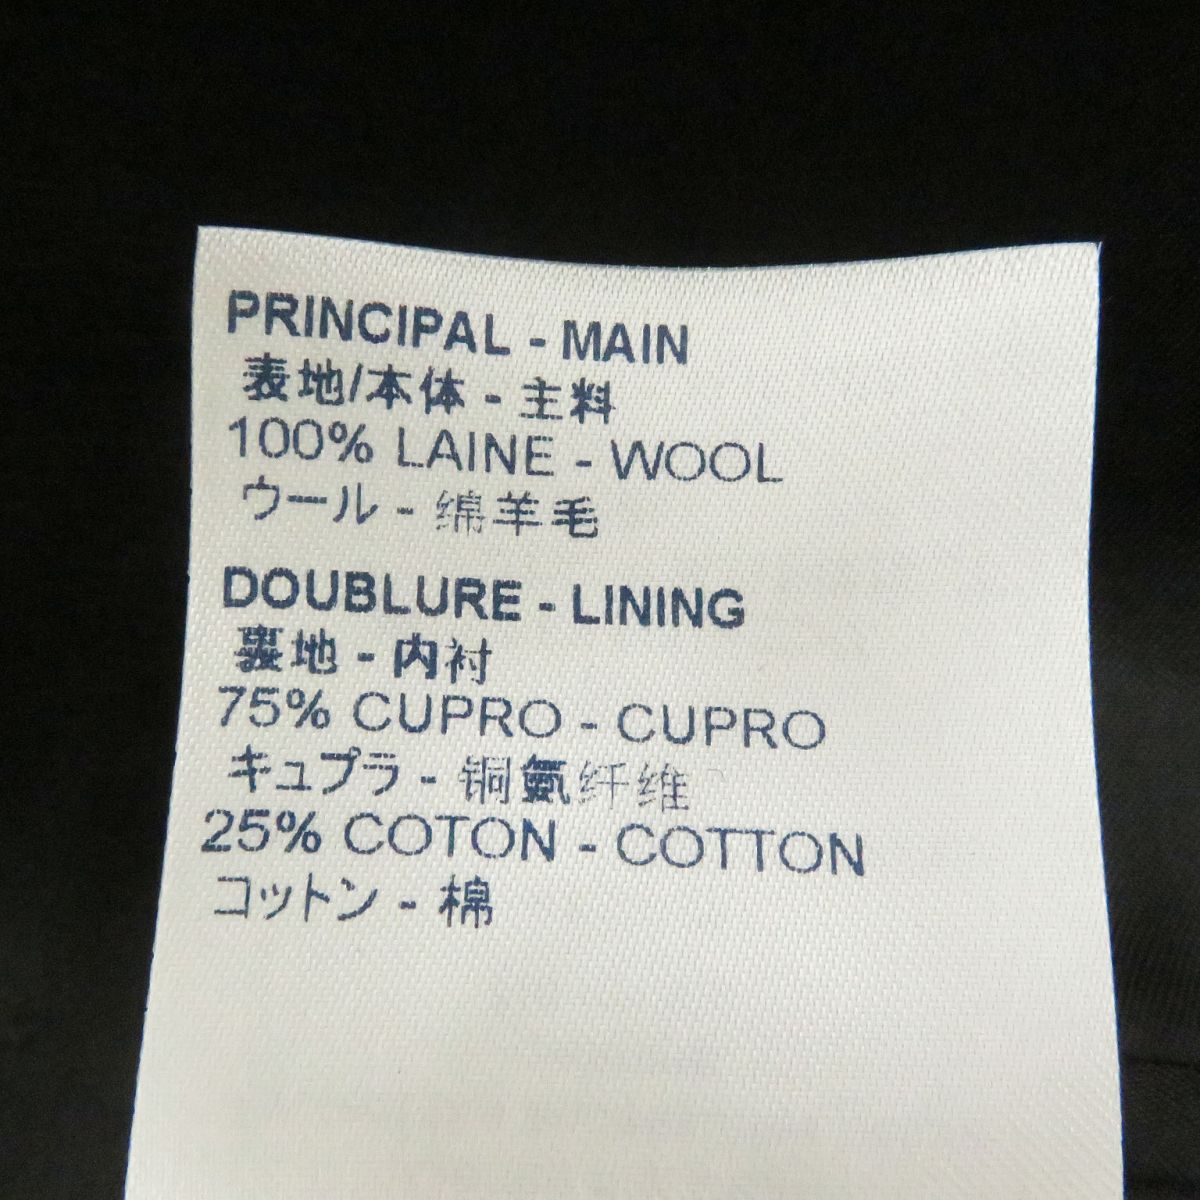 PRINCIPAL - MAIN
表地/本体 - 主料
100% LAINE - WOOL
ウール - 绵羊毛
DOUBLURE - LINING
裏地 - 内衬
75% CUPRO - CUPRO
キュプラ - 铜氨纤维
25% COTON - COTTON
コットン - 棉